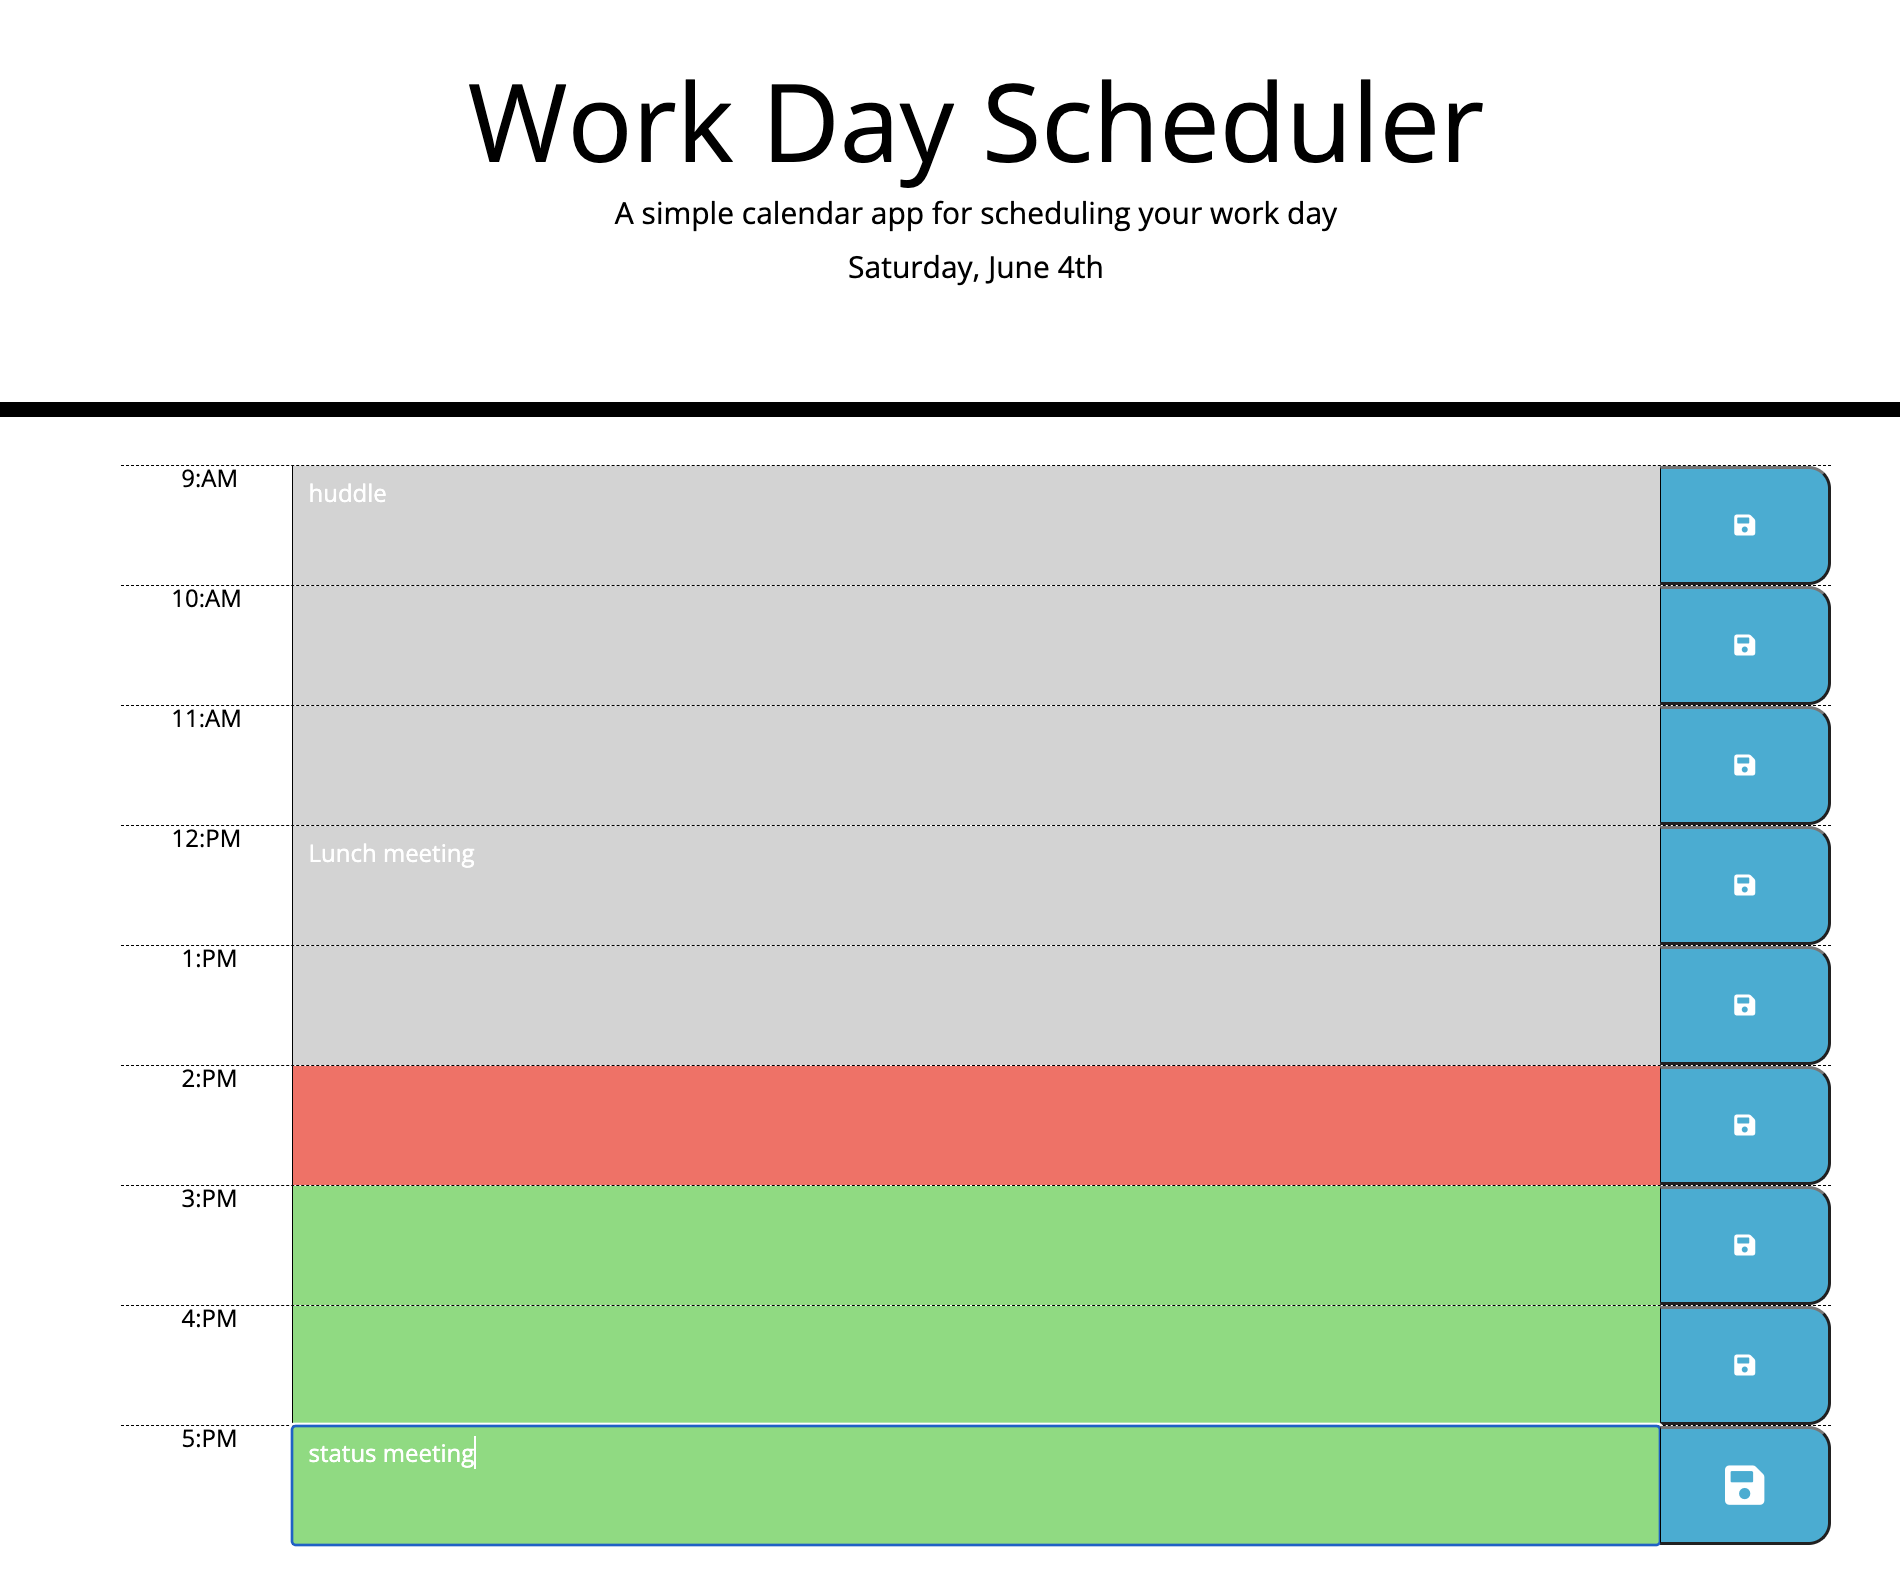 Work Day Scheduler
A simple calendar app for scheduling your work day
Saturday, June 4th
9:AM
huddle
10:AM
11:AM
12:PM
Lunch meeting
1:PM
2:PM
3:PM
4:PM
5:PM
status meeting